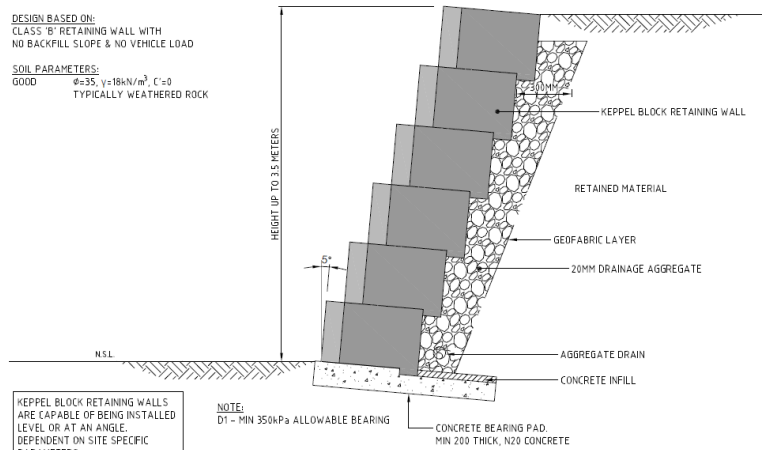 DESIGN BASED ON:
CLASS 'B' RETAINING WALL WITH
NO BACKFILL SLOPE & NO VEHICLE LOAD
SOIL PARAMETERS:
GOOD Ø=35, γ=18kN/m³, C'=0
TYPICALLY WEATHERED ROCK
HEIGHT UP TO 3.5 METERS
300MM
KEPPEL BLOCK RETAINING WALL
RETAINED MATERIAL
GEOFABRIC LAYER
5°
20MM DRAINAGE AGGREGATE
N.S.L.
AGGREGATE DRAIN
CONCRETE INFILL
KEPPEL BLOCK RETAINING WALLS
ARE CAPABLE OF BEING INSTALLED
LEVEL OR AT AN ANGLE.
DEPENDENT ON SITE SPECIFIC
NOTE:
D1 - MIN 350kPa ALLOWABLE BEARING
CONCRETE BEARING PAD.
MIN 200 THICK, N20 CONCRETE